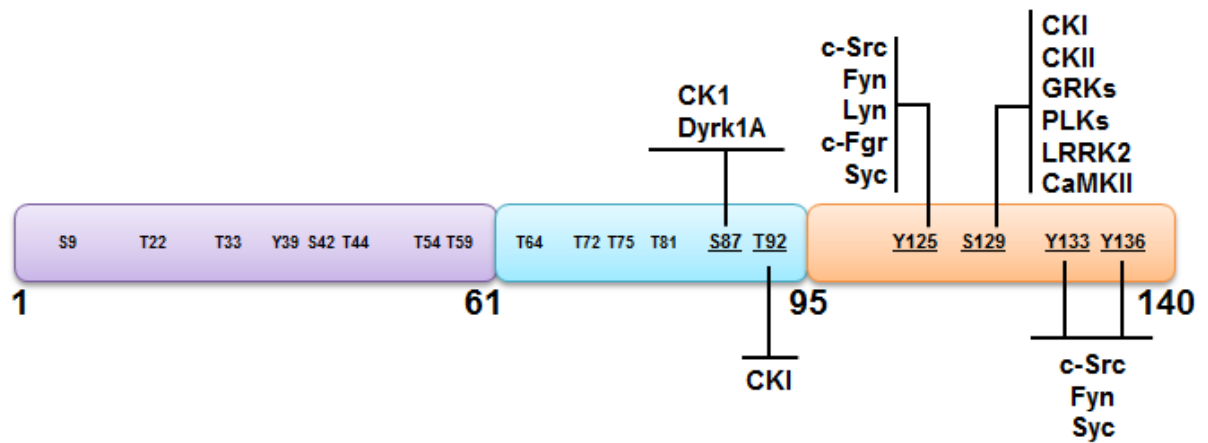 c-Src
Fyn
Lyn
c-Fgr
Syc
CKI
CKII
GRKs
PLKs
LRRK2
CaMKII
CK1
Dyrk1A
S9 T22 T33 Y39 S42 T44 T54 T59 T64 T72 T75 T81 S87 T92 Y125 S129 Y133 Y136
1 61 95 140
CKI
c-Src
Fyn
Syc